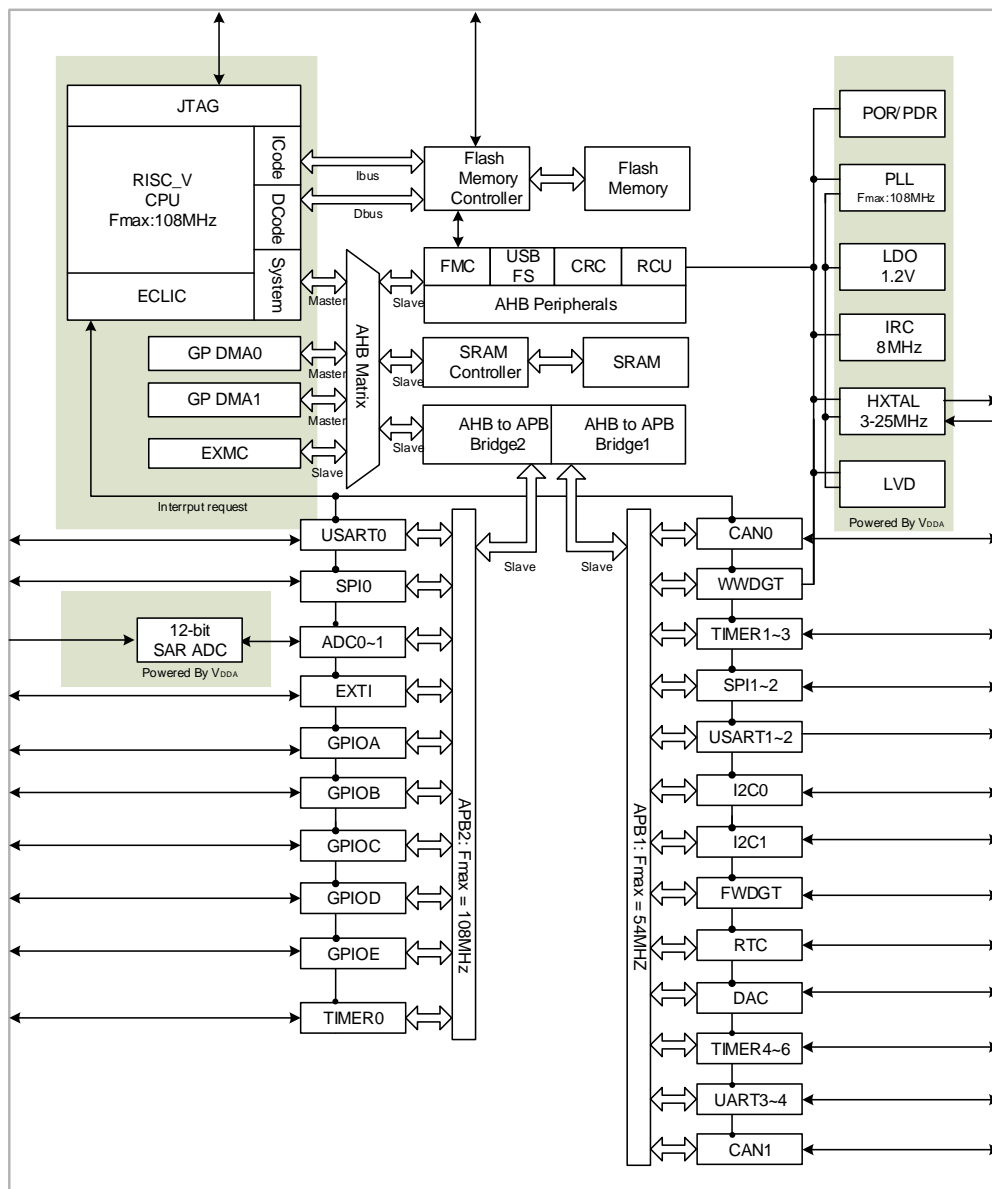 JTAG
RISC_V
CPU
Fmax:108MHz
ICode
DCode
System
ECLIC
Ibus
Dbus
Flash
Memory
Controller
Flash
Memory
FMC
USB
FS
CRC
RCU
AHB Peripherals
Master
Slave
AHB Matrix
GP DMA0
Master
GP DMA1
Master
EXMC
Slave
Slave
SRAM
Controller
SRAM
Slave
AHB to APB
Bridge2
AHB to APB
Bridge1
POR/PDR
PLL
Fmax:108MHz
LDO
1.2V
IRC
8MHz
HXTAL
3-25MHz
LVD
Powered By VDDA
Interrput request
Slave
Slave
USART0
SPI0
12-bit
SAR ADC
Powered By VDDA
ADC0~1
EXTI
GPIOA
GPIOB
GPIOC
GPIOD
GPIOE
TIMER0
APB2: Fmax = 108MHz
APB1: Fmax = 54MHZ
CAN0
WWDGT
TIMER1~3
SPI1~2
USART1~2
I2C0
I2C1
FWDGT
RTC
DAC
TIMER4~6
UART3~4
CAN1